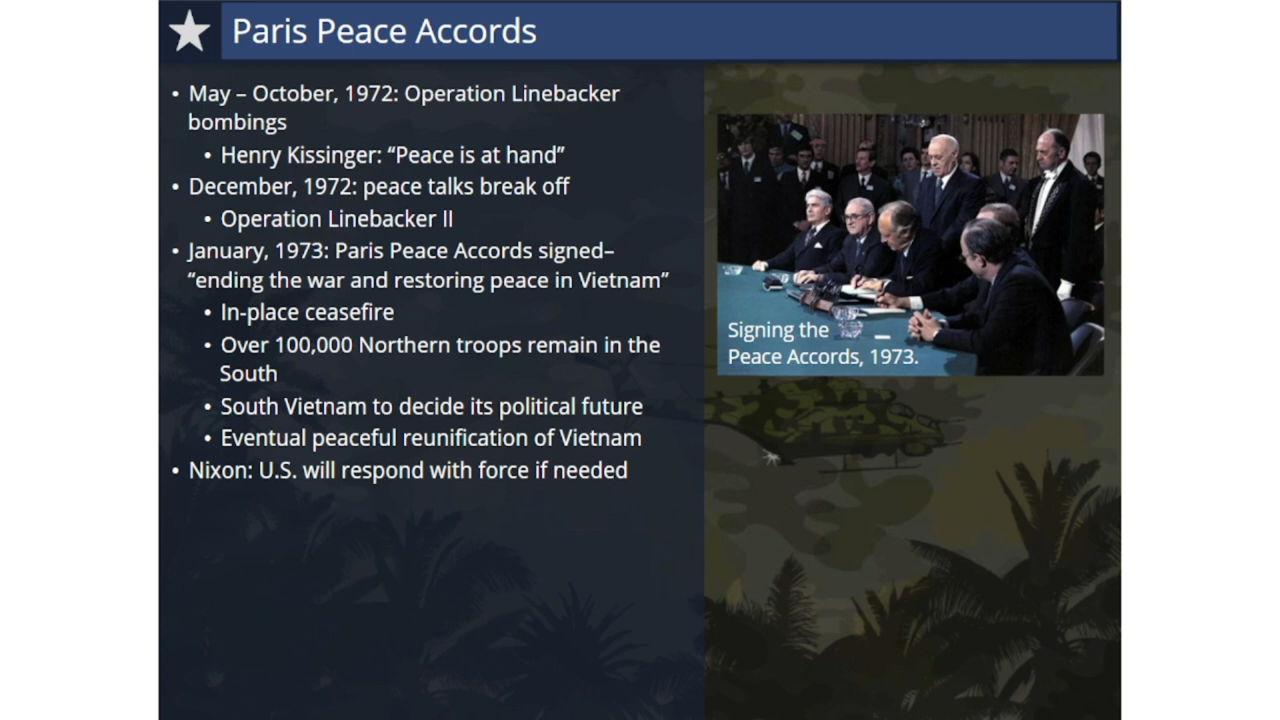 Paris Peace Accords
• May – October, 1972: Operation Linebacker
bombings
• Henry Kissinger: “Peace is at hand”
• December, 1972: peace talks break off
• Operation Linebacker II
• January, 1973: Paris Peace Accords signed–
“ending the war and restoring peace in Vietnam”
• In-place ceasefire
• Over 100,000 Northern troops remain in the
South
• South Vietnam to decide its political future
• Eventual peaceful reunification of Vietnam
• Nixon: U.S. will respond with force if needed
Signing the
Peace Accords, 1973.